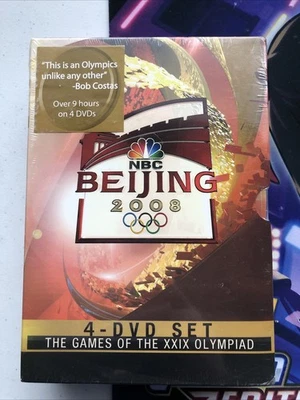 "This is an Olympics
unlike any other"
-Bob Costas
Over 9 hours
on 4 DVDs
NBC
BEIJING
2008
4-DVD SET
THE GAMES OF THE XXIX OLYMPIAD